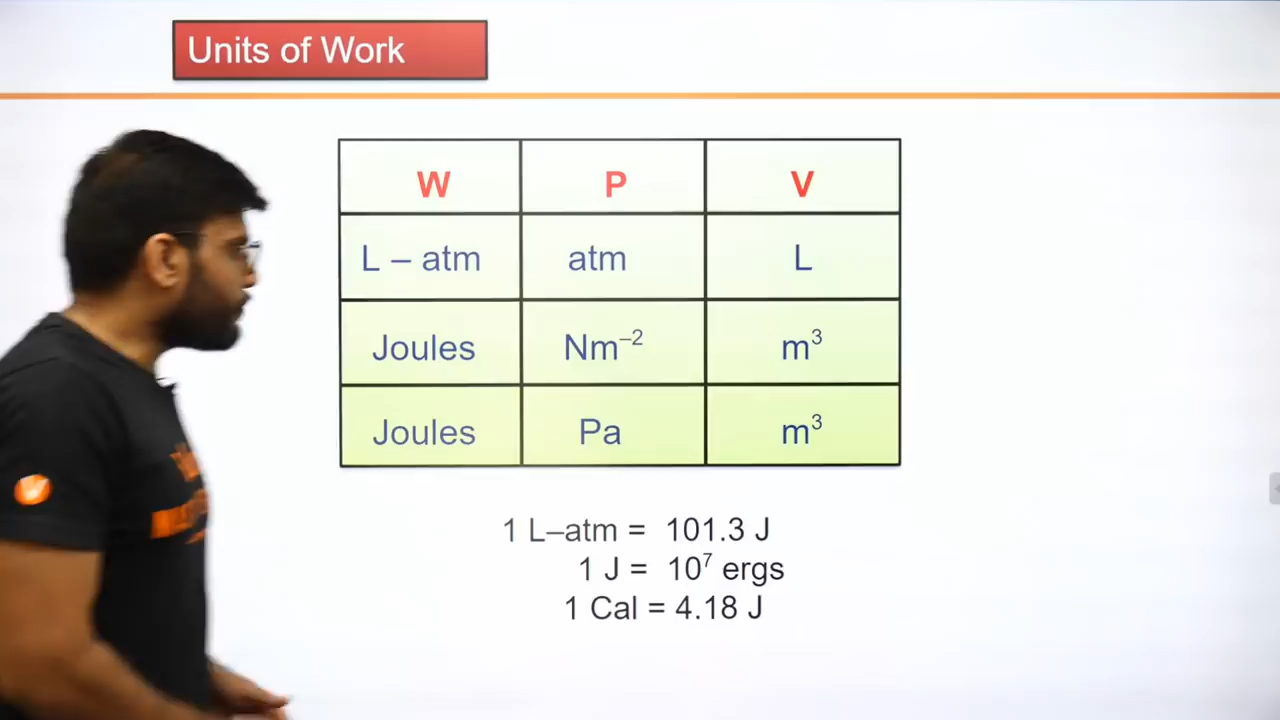 Units of Work
W P V
L – atm atm L
Joules Nm⁻² m³
Joules Pa m³
1 L–atm = 101.3 J
1 J = 10⁷ ergs
1 Cal = 4.18 J